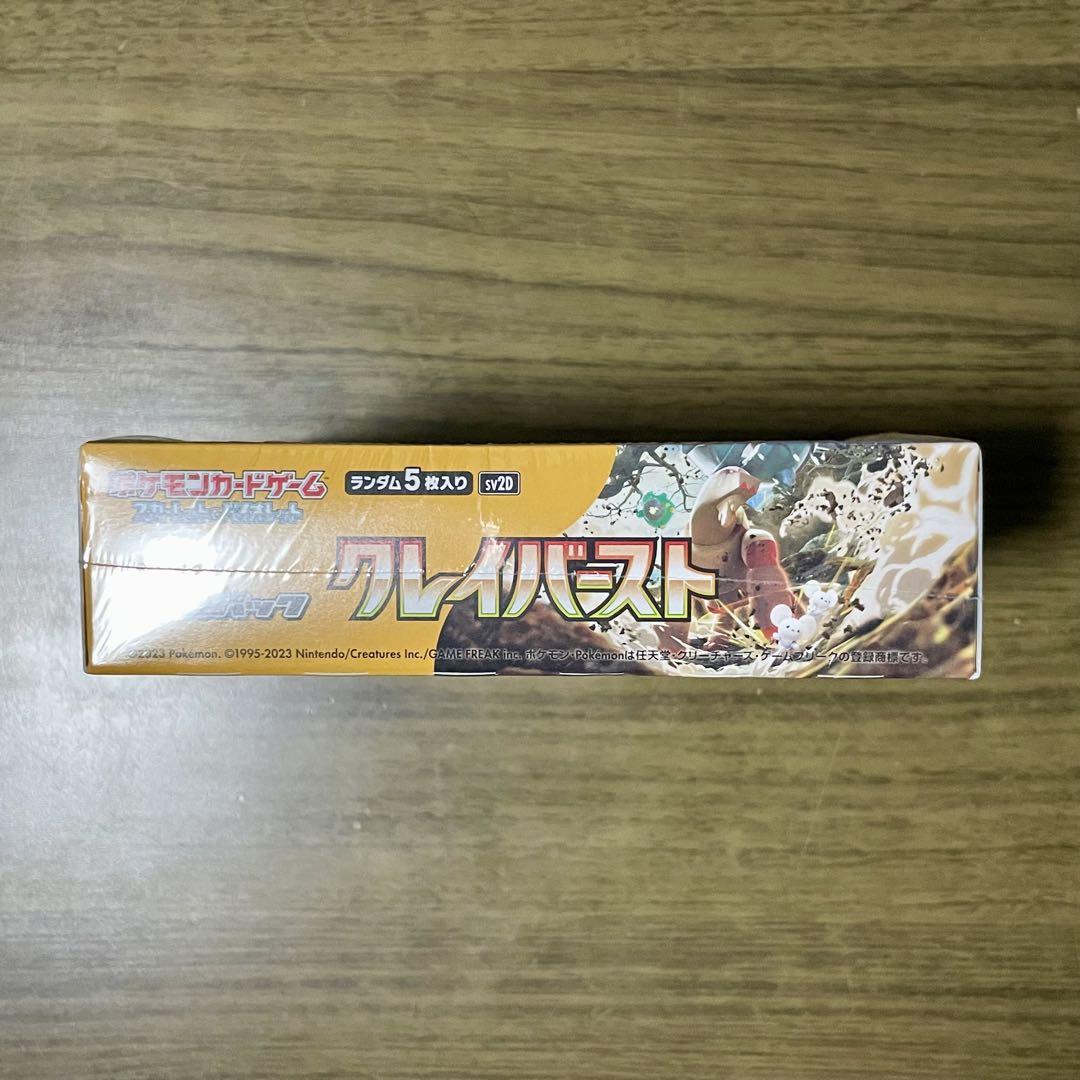 ポケモンカードゲーム
スカーレット&バイオレット
ランダム5枚入り sv2D
クレイバースト
パック
©2023 Pokémon. ©1995-2023 Nintendo/Creatures Inc./GAME FREAK inc. ポケモン・Pokémonは任天堂・クリーチャーズ・ゲームフリークの登録商標です。